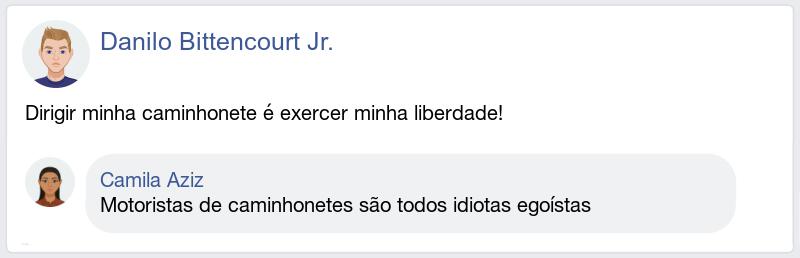 Danilo Bittencourt Jr.
Dirigir minha caminhonete é exercer minha liberdade!
Camila Aziz
Motoristas de caminhonetes são todos idiotas egoístas